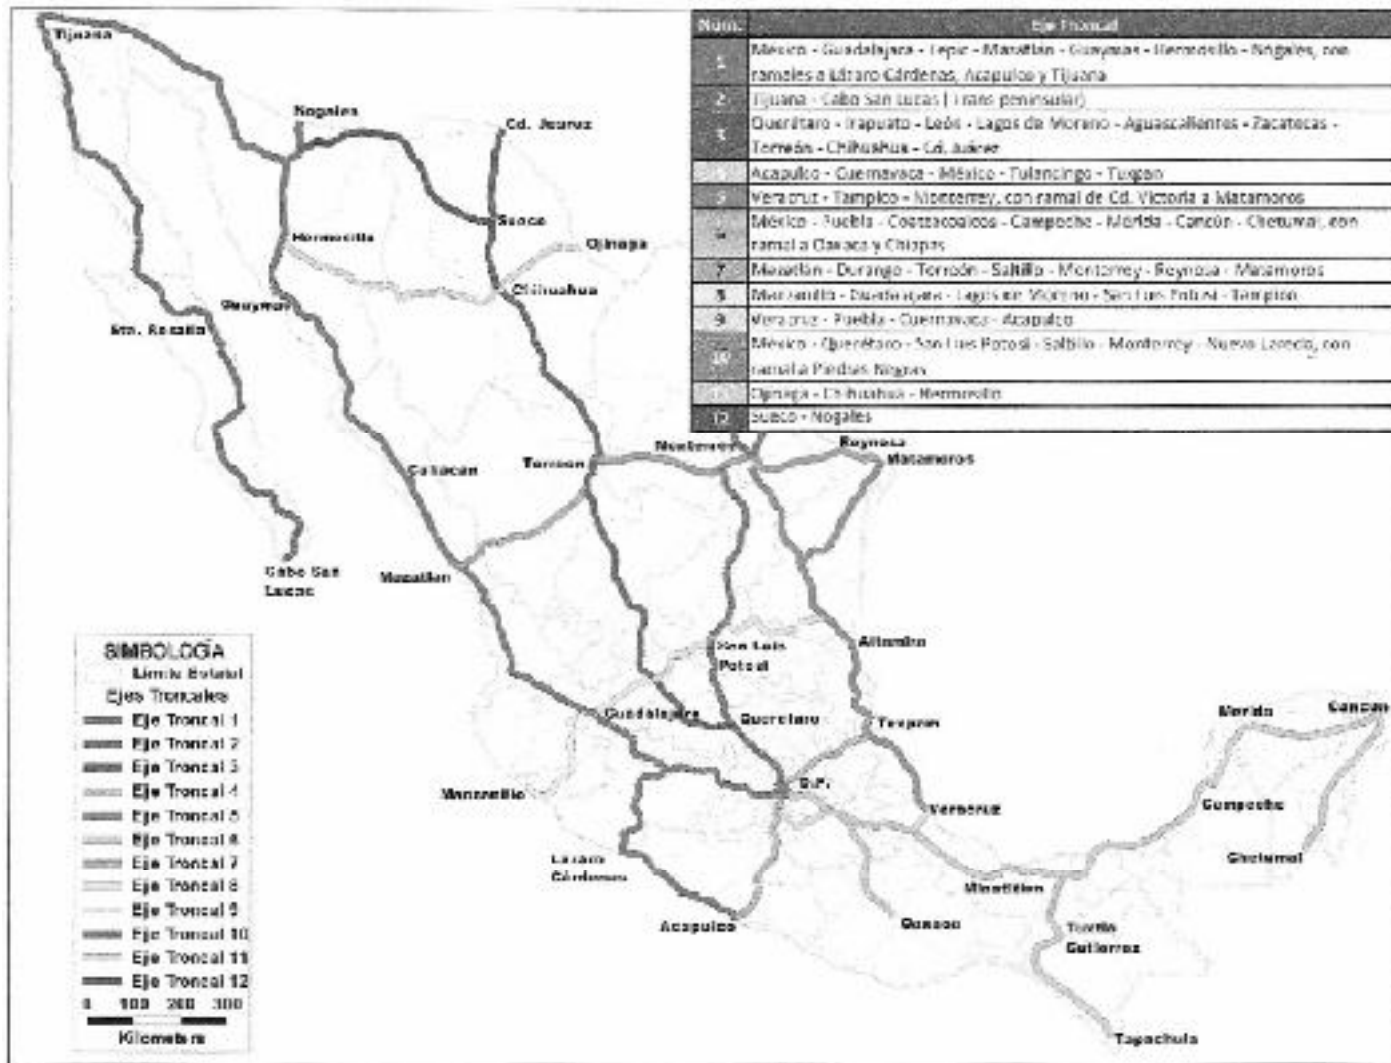 Núm. Eje Troncal
1 México - Guadalajara - Tepic - Mazatlán - Guaymas - Hermosillo - Nogales, con
ramales a Lázaro Cárdenas, Acapulco y Tijuana
2 Tijuana - Cabo San Lucas (Trans peninsular)
3 Querétaro - Irapuato - León - Lagos de Moreno - Aguascalientes - Zacatecas -
Torreón - Chihuahua - Cd. Juárez
Acapulco - Cuernavaca - México - Tulancingo - Tuxpan
5 Veracruz - Tampico - Monterrey, con ramal de Cd. Victoria a Matamoros
6 México - Puebla - Coatzacoalcos - Campeche - Mérida - Cancún - Chetumal, con
ramal a Oaxaca y Chiapas
7 Mazatlán - Durango - Torreón - Saltillo - Monterrey - Reynosa - Matamoros
8 Manzanillo - Guadalajara - Lagos de Moreno - San Luis Potosí - Tampico
9 Veracruz - Puebla - Cuernavaca - Acapulco
10 México - Querétaro - San Luis Potosí - Saltillo - Monterrey - Nuevo Laredo, con
ramal a Piedras Negras
Ojinaga - Chihuahua - Hermosillo
12 Sueco - Nogales
Tijuana
Nogales
Cd. Juarez
Sueco
Hermosillo
Ojinaga
Chihuahua
Guaymas
Sta. Rosalia
Monterrey
Reynosa
Matamoros
Culiacan
Torreon
Cabo San
Lucas
Mazatlan
San Luis
Potosi
Altamira
Guadalajara
Queretaro
Tuxpan
Merida
Cancun
Manzanillo
D.F.
Veracruz
Campeche
Chetumal
Lazaro
Cárdenas
Minatitlan
Acapulco
Oaxaca
Tuxtla
Gutierrez
Tapachula
SIMBOLOGÍA
Limite Estatal
Ejes Troncales
Eje Troncal 1
Eje Troncal 2
Eje Troncal 3
Eje Troncal 4
Eje Troncal 5
Eje Troncal 6
Eje Troncal 7
Eje Troncal 8
Eje Troncal 9
Eje Troncal 10
Eje Troncal 11
Eje Troncal 12
0 100 200 300
Kilometers